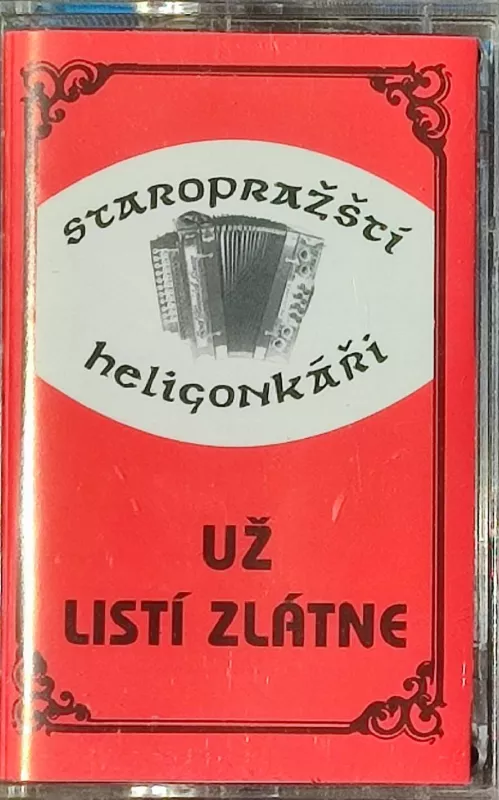 Staropražští
heligonkáři
UŽ
LISTÍ ZLÁTNE